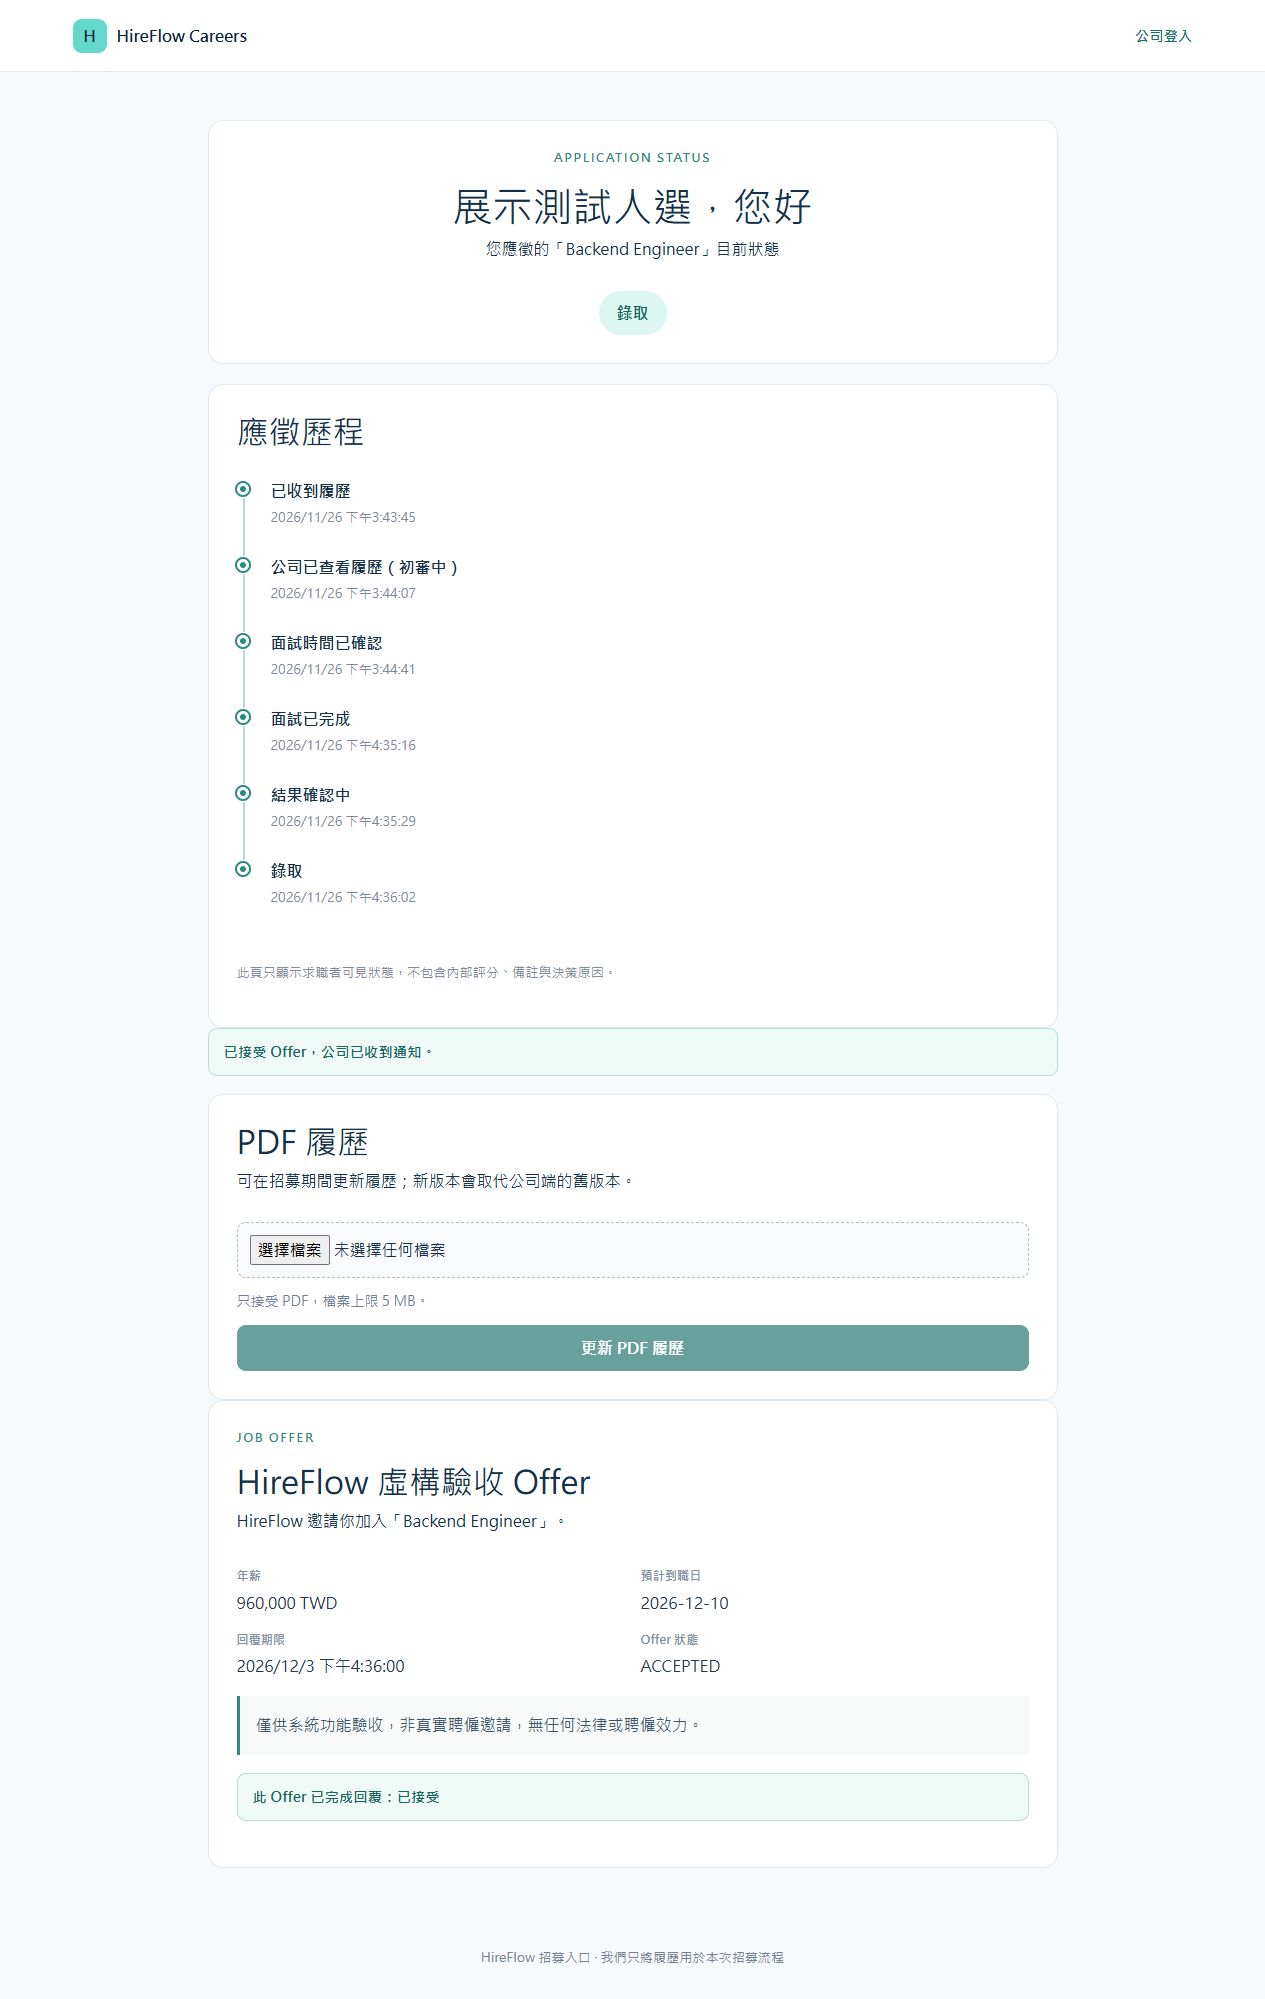 H HireFlow Careers
公司登入
APPLICATION STATUS
展示測試人選，您好
您應徵的「Backend Engineer」目前狀態
錄取
應徵歷程
已收到履歷
2026/11/26 下午3:43:45
公司已查看履歷（初審中）
2026/11/26 下午3:44:07
面試時間已確認
2026/11/26 下午3:44:41
面試已完成
2026/11/26 下午4:35:16
結果確認中
2026/11/26 下午4:35:29
錄取
2026/11/26 下午4:36:02
此頁只顯示求職者可見狀態，不包含內部評分、備註與決策原因。
已接受 Offer，公司已收到通知。
PDF 履歷
可在招募期間更新履歷；新版本會取代公司端的舊版本。
選擇檔案 未選擇任何檔案
只接受 PDF，檔案上限 5 MB。
更新 PDF 履歷
JOB OFFER
HireFlow 虛構驗收 Offer
HireFlow 邀請你加入「Backend Engineer」。
年薪
960,000 TWD
預計到職日
2026-12-10
回覆期限
2026/12/3 下午4:36:00
Offer 狀態
ACCEPTED
僅供系統功能驗收，非真實聘僱邀請，無任何法律或聘僱效力。
此 Offer 已完成回覆：已接受
HireFlow 招募入口 · 我們只將履歷用於本次招募流程